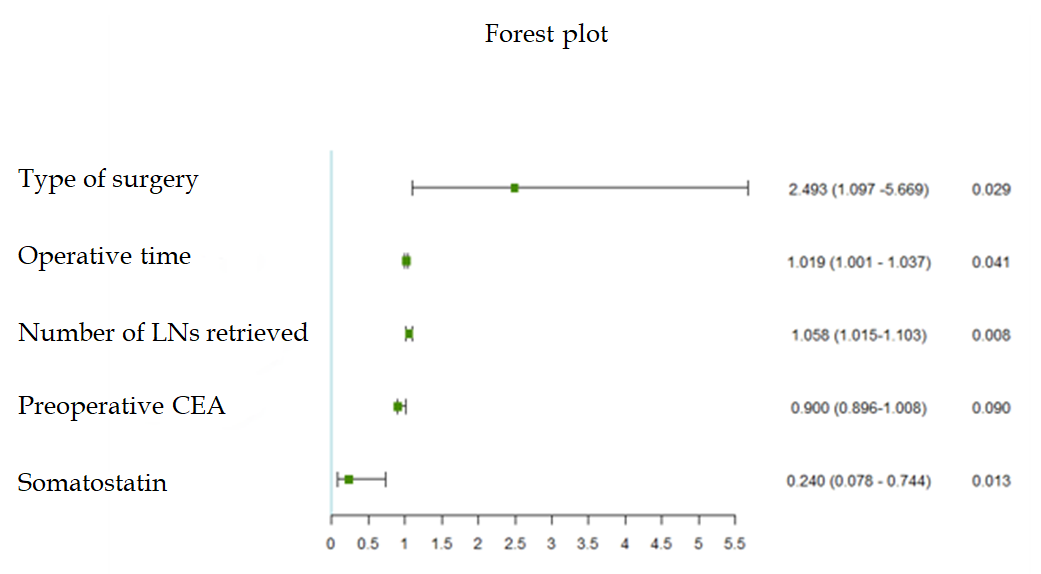 Forest plot
Type of surgery 2.493 (1.097 -5.669) 0.029
Operative time 1.019 (1.001 - 1.037) 0.041
Number of LNs retrieved 1.058 (1.015-1.103) 0.008
Preoperative CEA 0.900 (0.896-1.008) 0.090
Somatostatin 0.240 (0.078 - 0.744) 0.013
0 0.5 1 1.5 2 2.5 3 3.5 4 4.5 5 5.5